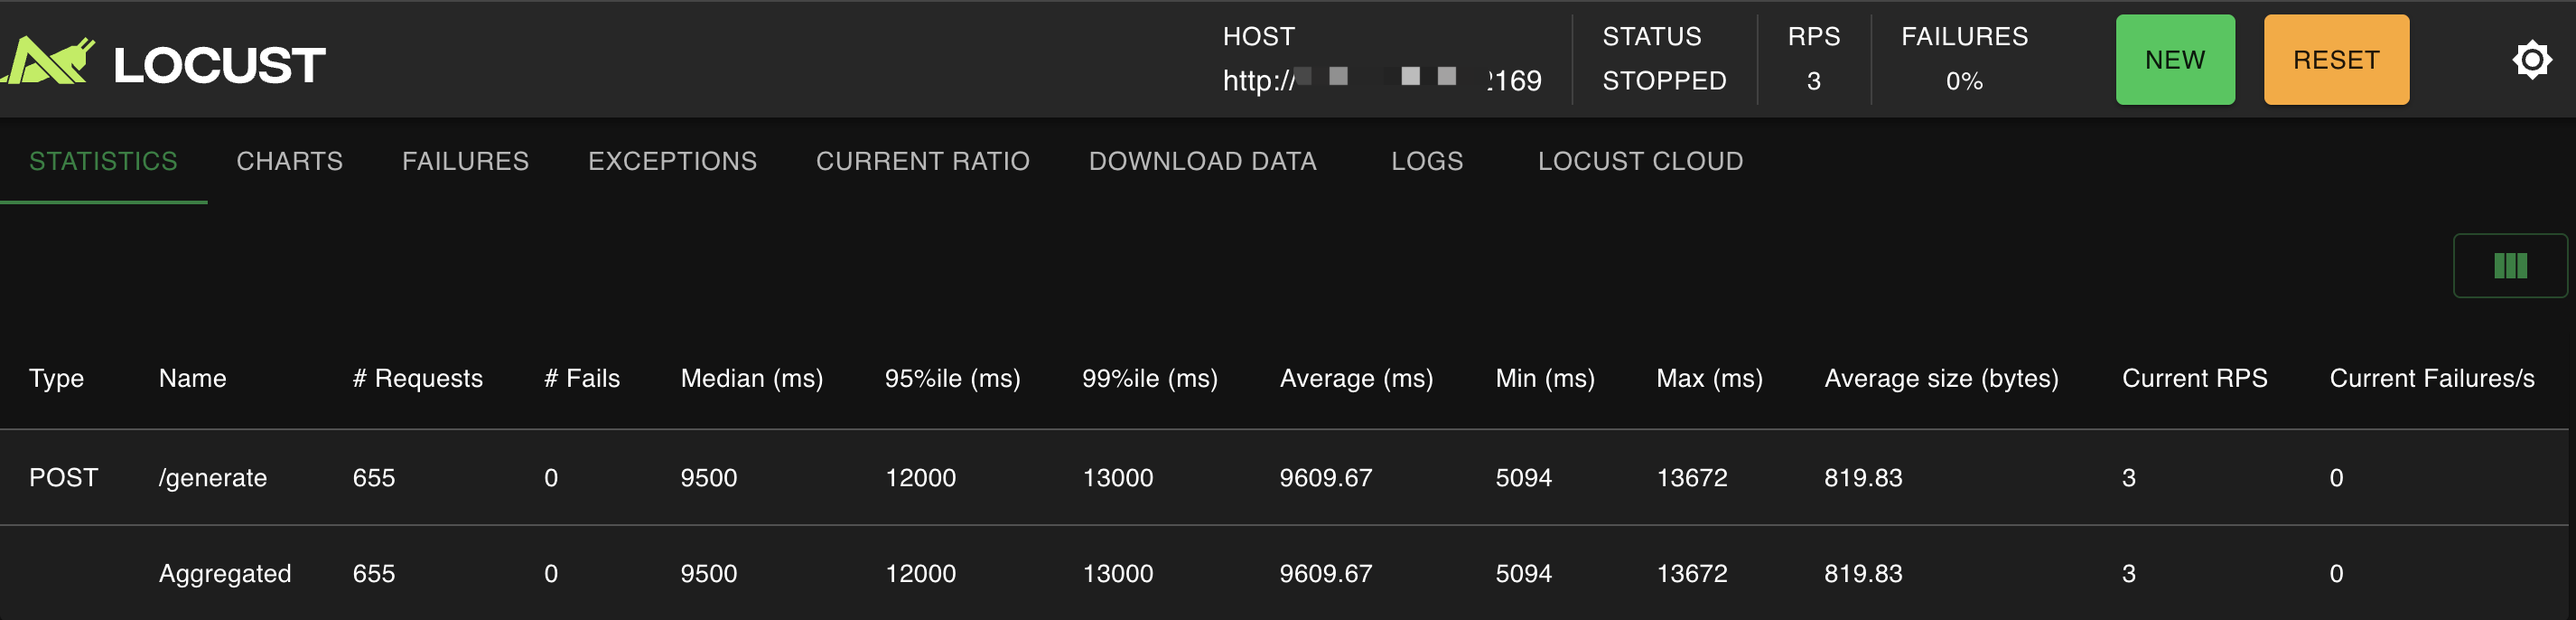 LOCUST
HOST
http://
2169
STATUS
STOPPED
RPS
3
FAILURES
0%
NEW
RESET
STATISTICS CHARTS FAILURES EXCEPTIONS CURRENT RATIO DOWNLOAD DATA LOGS LOCUST CLOUD
Type Name # Requests # Fails Median (ms) 95%ile (ms) 99%ile (ms) Average (ms) Min (ms) Max (ms) Average size (bytes) Current RPS Current Failures/s
POST /generate 655 0 9500 12000 13000 9609.67 5094 13672 819.83 3 0
Aggregated 655 0 9500 12000 13000 9609.67 5094 13672 819.83 3 0